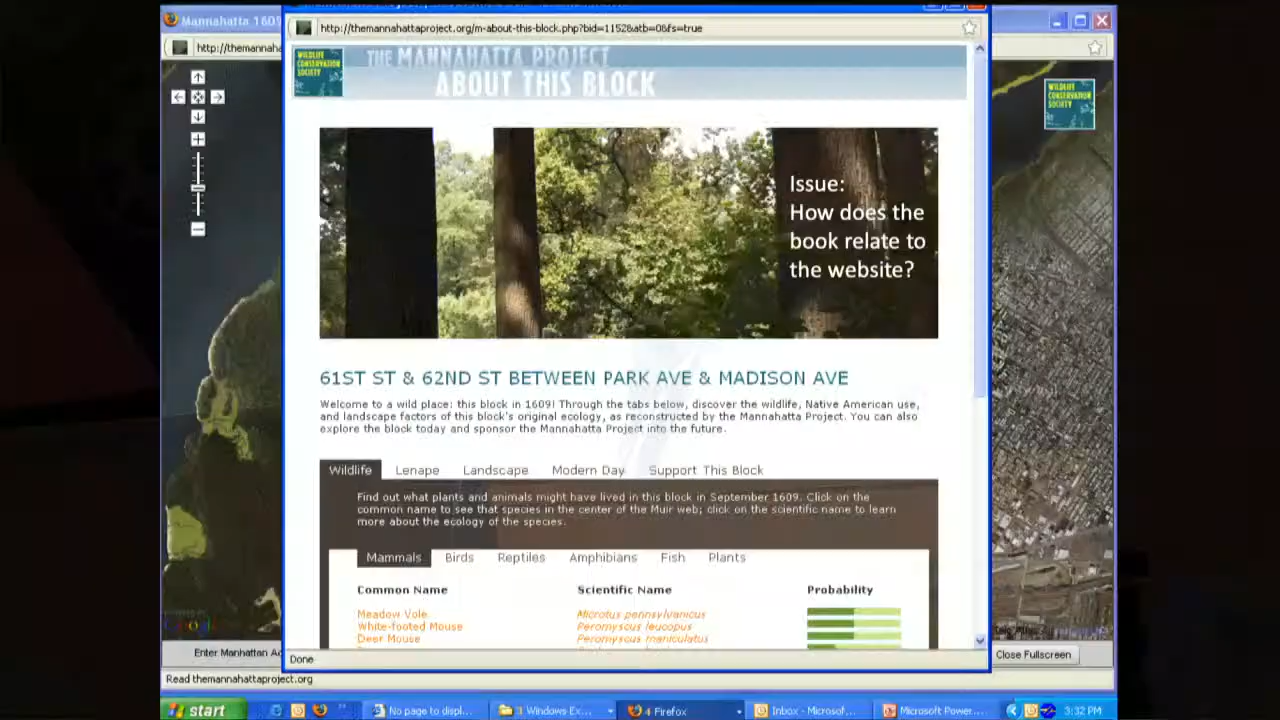 Mannahatta 1609
http://themannahattaproject.org/m-about-this-block.php?bid=1152&atb=0&fs=true
http://themannaha
WILDLIFE
CONSERVATION
SOCIETY
THE MANNAHATTA PROJECT
ABOUT THIS BLOCK
WILDLIFE
CONSERVATION
SOCIETY
Issue:
How does the
book relate to
the website?
61ST ST & 62ND ST BETWEEN PARK AVE & MADISON AVE
Welcome to a wild place: this block in 1609! Through the tabs below, discover the wildlife, Native American use,
and landscape factors of this block's original ecology, as reconstructed by the Mannahatta Project. You can also
explore the block today and sponsor the Mannahatta Project into the future.
Wildlife Lenape Landscape Modern Day Support This Block
Find out what plants and animals might have lived in this block in September 1609. Click on the
common name to see that species in the center of the Muir web; click on the scientific name to learn
more about the ecology of the species.
Mammals Birds Reptiles Amphibians Fish Plants
Common Name Scientific Name Probability
Meadow Vole Microtus pennsylvanicus
White-footed Mouse Peromyscus leucopus
Deer Mouse Peromyscus maniculatus
Google
Enter Manhattan Ad
Done
Close Fullscreen
Read themannahattaproject.org
start
No page to displ...
3 Windows Ex...
4 Firefox
Inbox - Microsof...
Microsoft Power...
3:32 PM